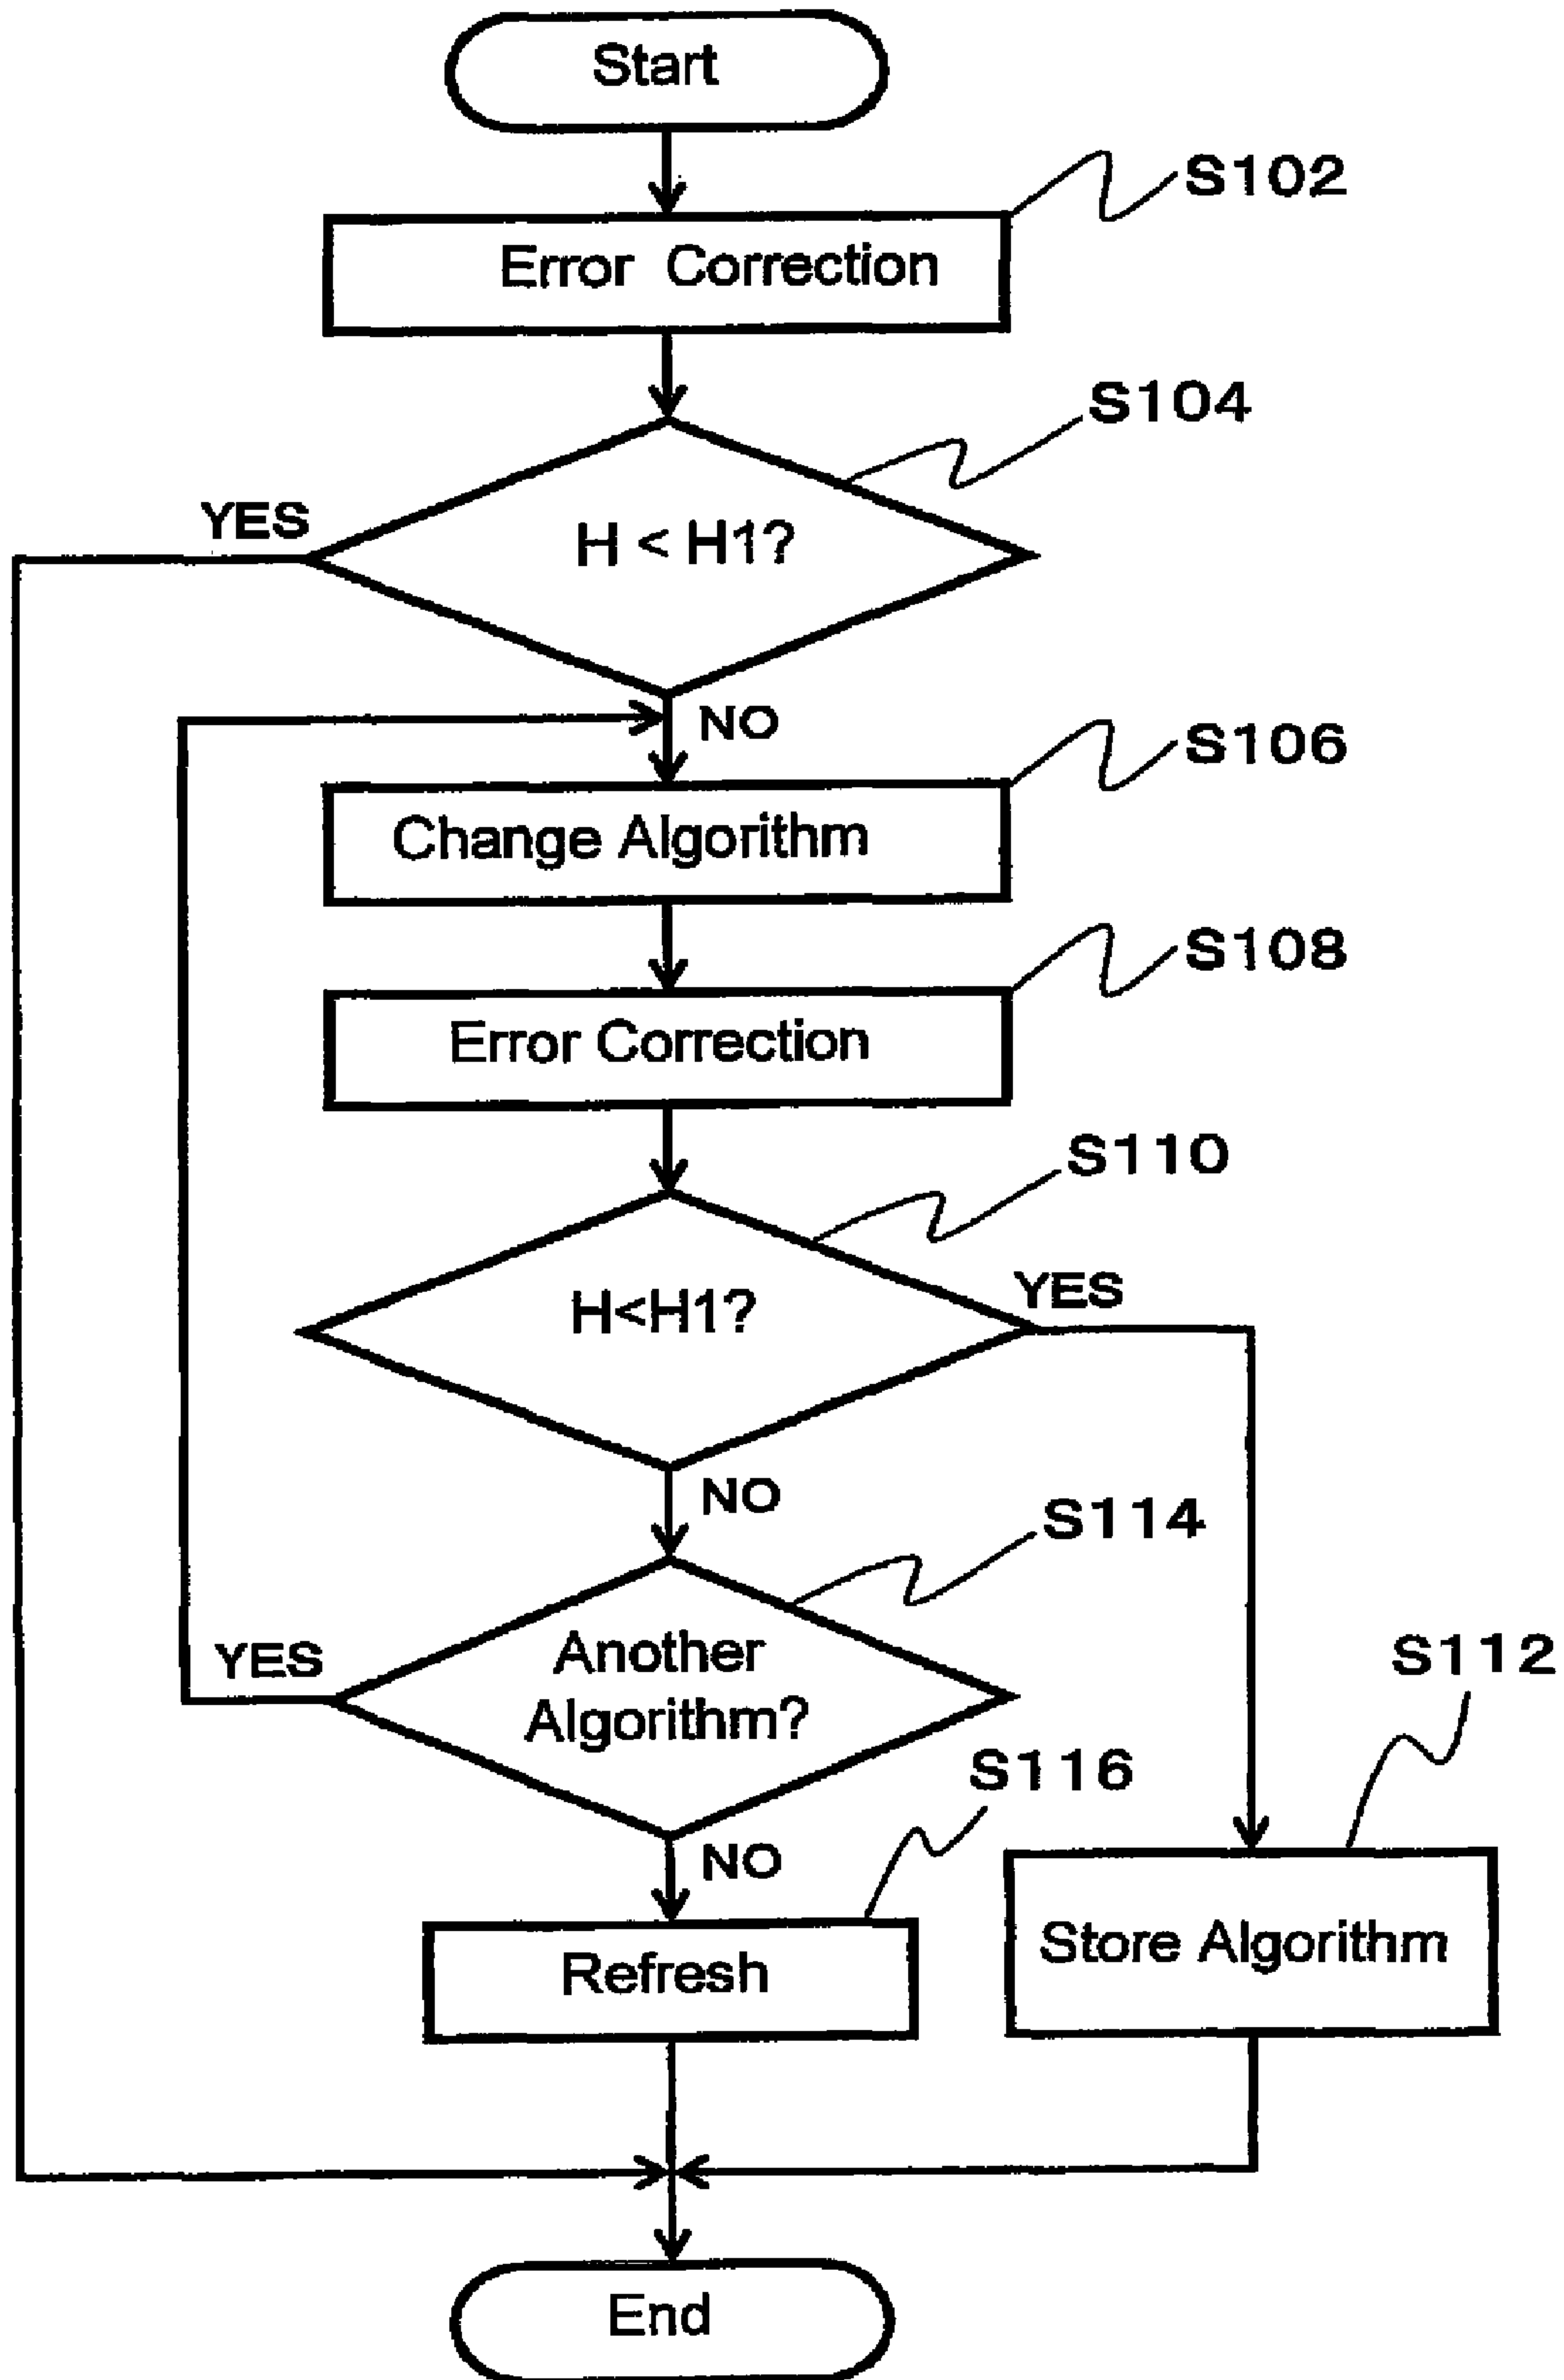 Start
S102
Error Correction
S104
YES
H < H1?
NO
S106
Change Algorithm
S108
Error Correction
S110
H<H1?
YES
NO
S114
YES
Another
Algorithm?
S112
S116
NO
Refresh
Store Algorithm
End